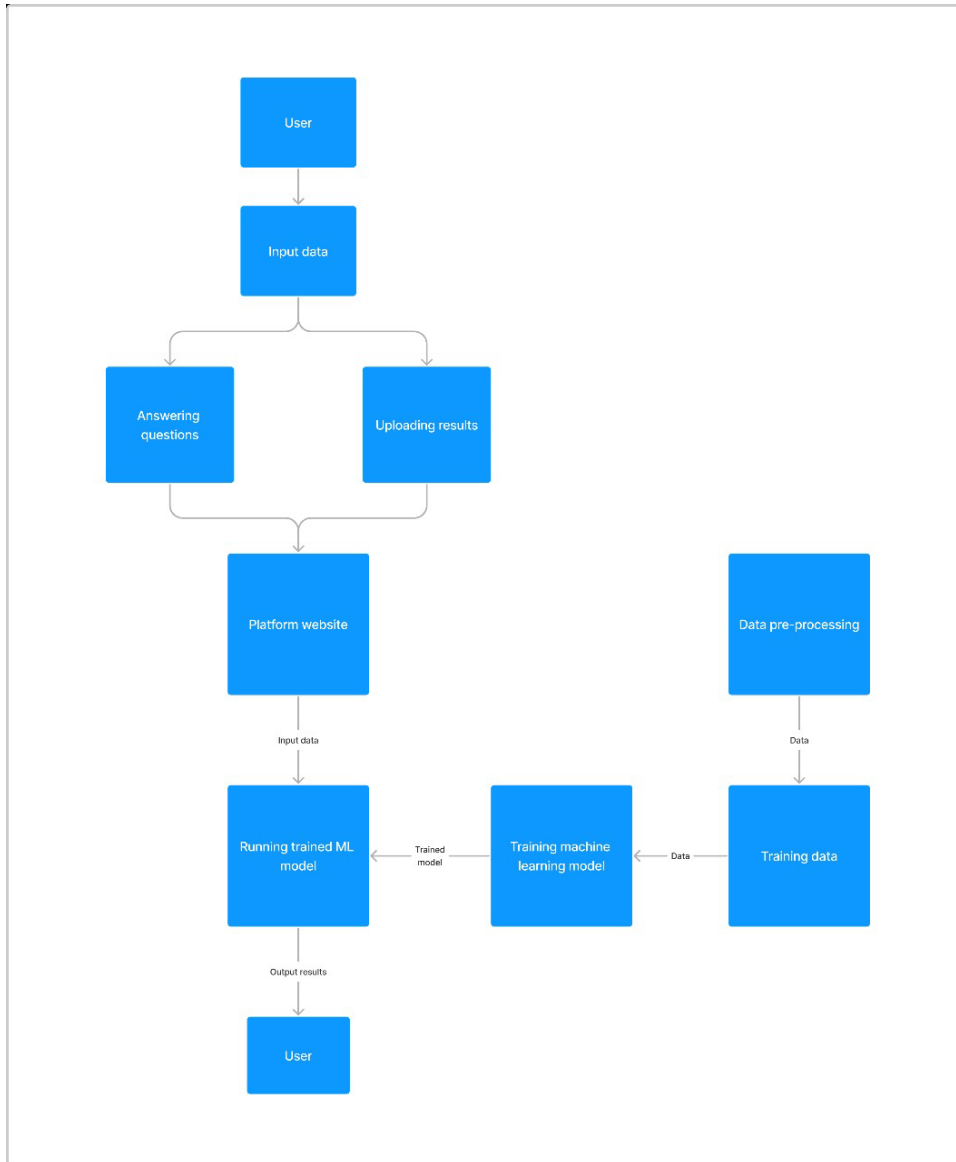 User
Input data
Answering
questions
Uploading results
Platform website
Data pre-processing
Input data
Data
Running trained ML
model
Trained
model
Training machine
learning model
Data
Training data
Output results
User